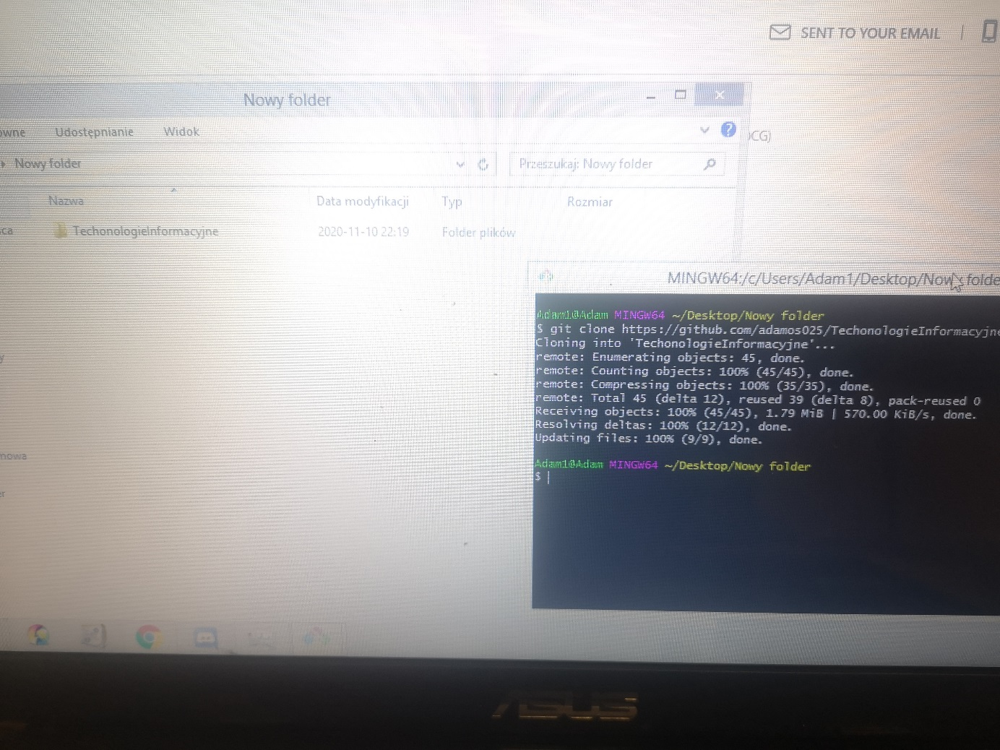 SENT TO YOUR EMAIL |
Nowy folder
ówne Udostępnianie Widok
CG)
Nowy folder
Przeszukaj: Nowy folder
Nazwa Data modyfikacji Typ Rozmiar
TechonologieInformacyjne 2020-11-10 22:19 Folder plików
MINGW64:/c/Users/Adam1/Desktop/Nowy folde
Adam1@Adam MINGW64 ~/Desktop/Nowy folder
$ git clone https://github.com/adamos025/TechonologieInformacyjne
Cloning into 'TechonologieInformacyjne'...
remote: Enumerating objects: 45, done.
remote: Counting objects: 100% (45/45), done.
remote: Compressing objects: 100% (35/35), done.
remote: Total 45 (delta 12), reused 39 (delta 8), pack-reused 0
Receiving objects: 100% (45/45), 1.79 MiB | 570.00 KiB/s, done.
Resolving deltas: 100% (12/12), done.
Updating files: 100% (9/9), done.
Adam1@Adam MINGW64 ~/Desktop/Nowy folder
$
ASUS